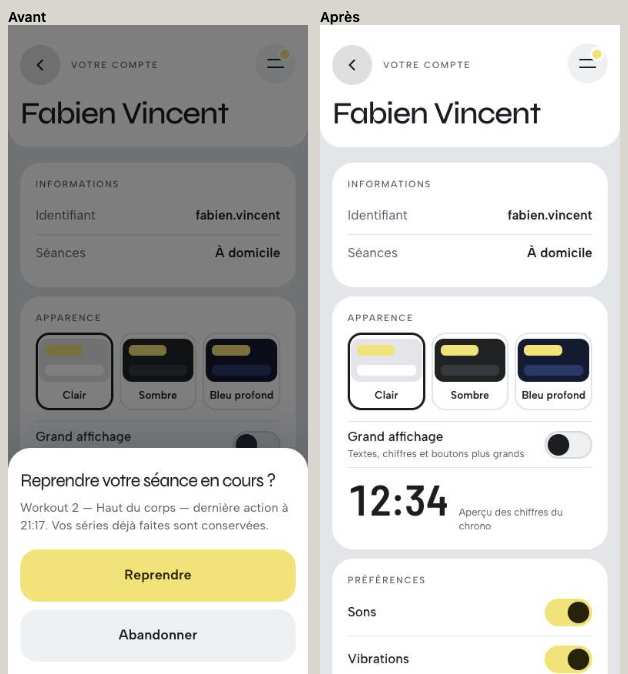 Avant
VOTRE COMPTE
Fabien Vincent
INFORMATIONS
Identifiant fabien.vincent
Séances À domicile
APPARENCE
Clair Sombre Bleu profond
Grand affichage
Reprendre votre séance en cours ?
Workout 2 — Haut du corps — dernière action à
21:17. Vos séries déjà faites sont conservées.
Reprendre
Abandonner
Après
VOTRE COMPTE
Fabien Vincent
INFORMATIONS
Identifiant fabien.vincent
Séances À domicile
APPARENCE
Clair Sombre Bleu profond
Grand affichage
Textes, chiffres et boutons plus grands
12:34 Aperçu des chiffres du
chrono
PRÉFÉRENCES
Sons
Vibrations